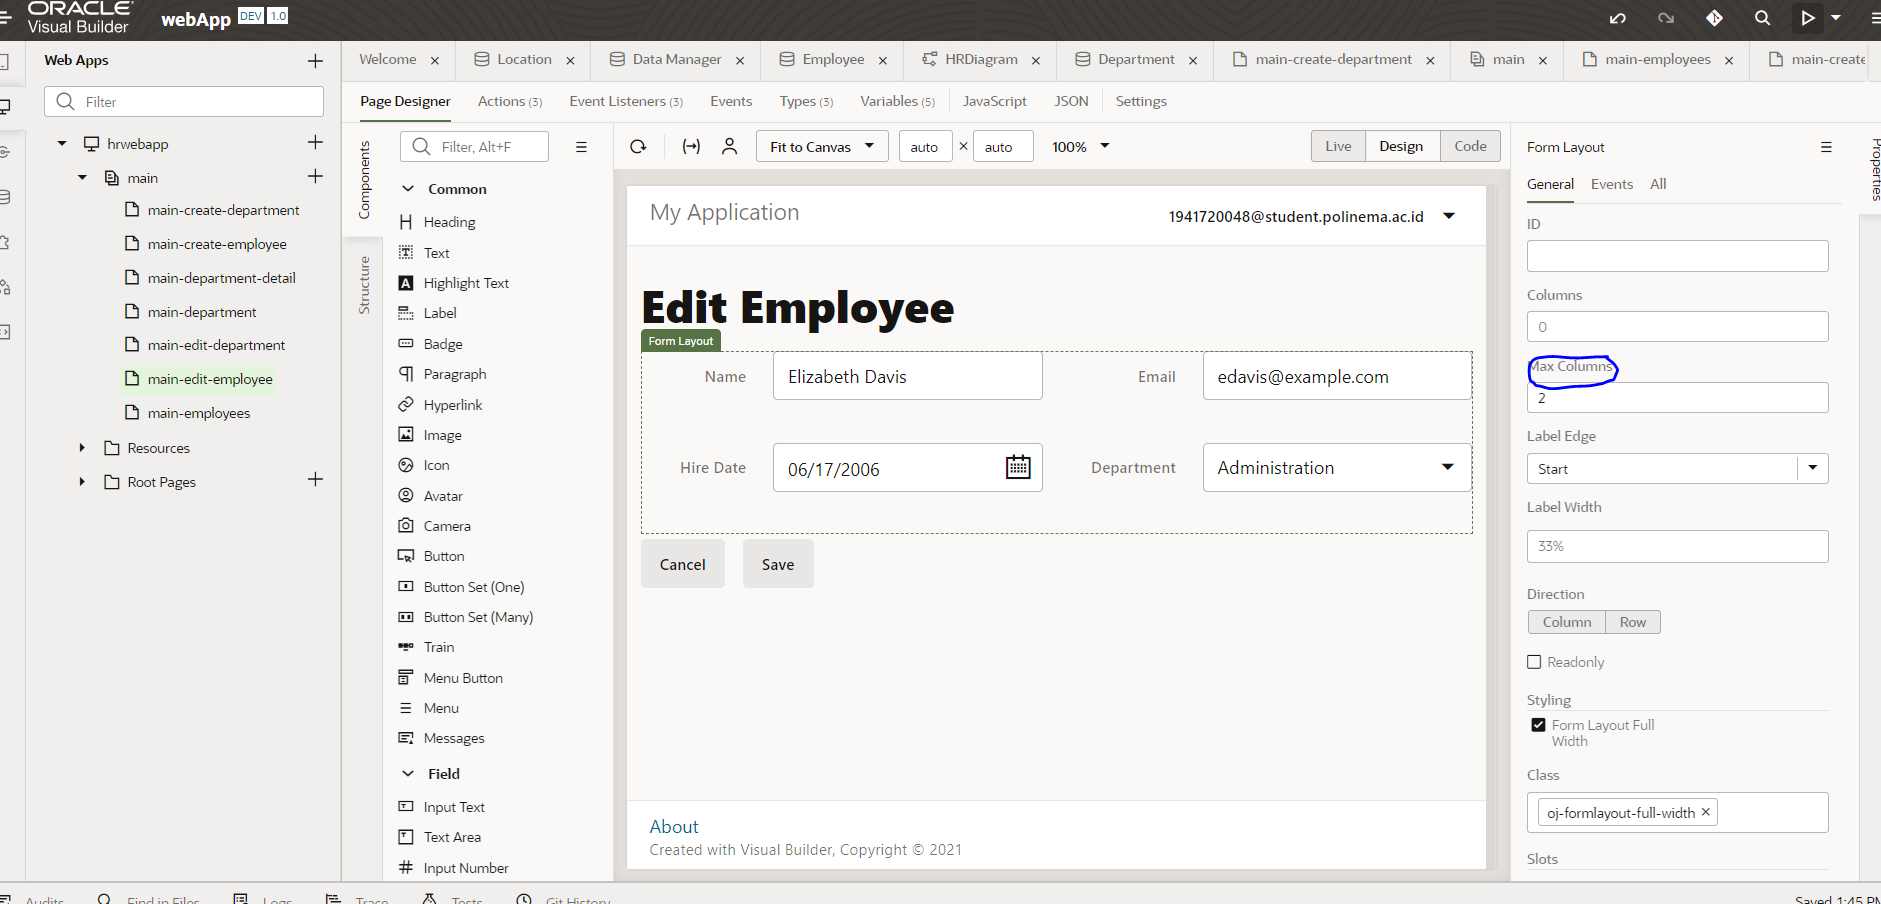 ORACLE
Visual Builder
webApp DEV 1.0
Web Apps
Filter
hrwebapp
main
main-create-department
main-create-employee
main-department-detail
main-department
main-edit-department
main-edit-employee
main-employees
Resources
Root Pages
Welcome
Location
Data Manager
Employee
HRDiagram
Department
main-create-department
main
main-employees
main-create
Page Designer
Actions (3)
Event Listeners (3)
Events
Types (3)
Variables (5)
JavaScript
JSON
Settings
Components
Structure
Filter, Alt+F
Common
Heading
Text
Highlight Text
Label
Badge
Paragraph
Hyperlink
Image
Icon
Avatar
Camera
Button
Button Set (One)
Button Set (Many)
Train
Menu Button
Menu
Messages
Field
Input Text
Text Area
Input Number
Fit to Canvas
auto × auto
100%
Live Design Code
My Application
1941720048@student.polinema.ac.id
Edit Employee
Form Layout
Name Elizabeth Davis
Email edavis@example.com
Hire Date 06/17/2006
Department Administration
Cancel Save
About
Created with Visual Builder, Copyright © 2021
Form Layout
General Events All
ID
Columns
0
Max Columns
2
Label Edge
Start
Label Width
33%
Direction
Column Row
Readonly
Styling
Form Layout Full
Width
Class
oj-formlayout-full-width
Slots
Properties
Audits
Find in Files
Logs
Trace
Tests
Git History
Saved 1:45 PM